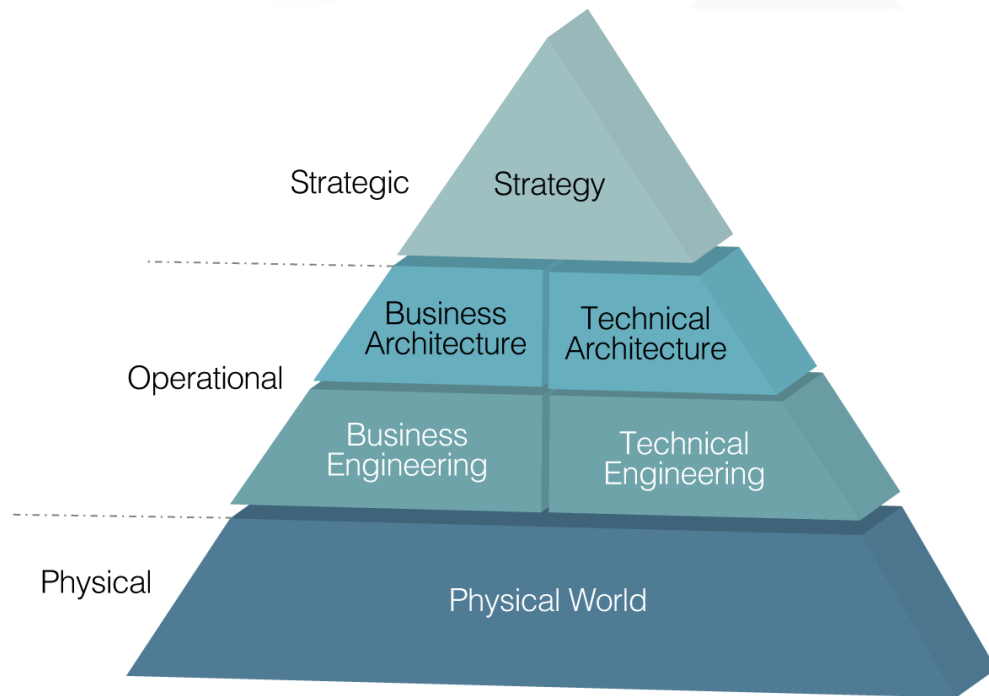 Strategic
Strategy
Business
Architecture
Technical
Architecture
Operational
Business
Engineering
Technical
Engineering
Physical
Physical World